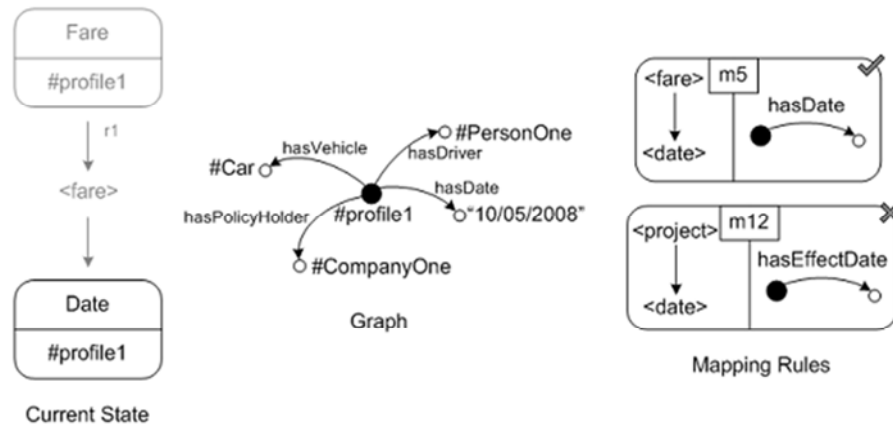 Fare
#profile1
r1
<fare>
Date
#profile1
Current State
hasVehicle
#PersonOne
hasDriver
#Car
hasDate
hasPolicyHolder
#profile1
"10/05/2008"
#CompanyOne
Graph
<fare>
m5
hasDate
<date>
<project>
m12
hasEffectDate
<date>
Mapping Rules